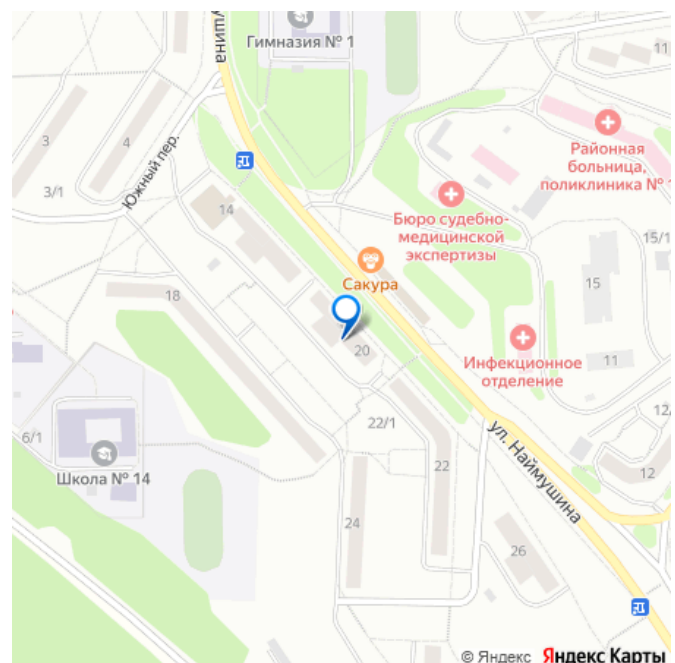 ушина
Гимназия № 1
11
3
4
3/1
Южный пер.
Районная
больница,
поликлиника № 1
14
Бюро судебно-
медицинской
экспертизы
15/1
Сакура
18
15
20
Инфекционное
отделение
11
22/1
6/1
ул. Наймушина
12/
Школа № 14
22
12
24
26
© Яндекс Яндекс Карты